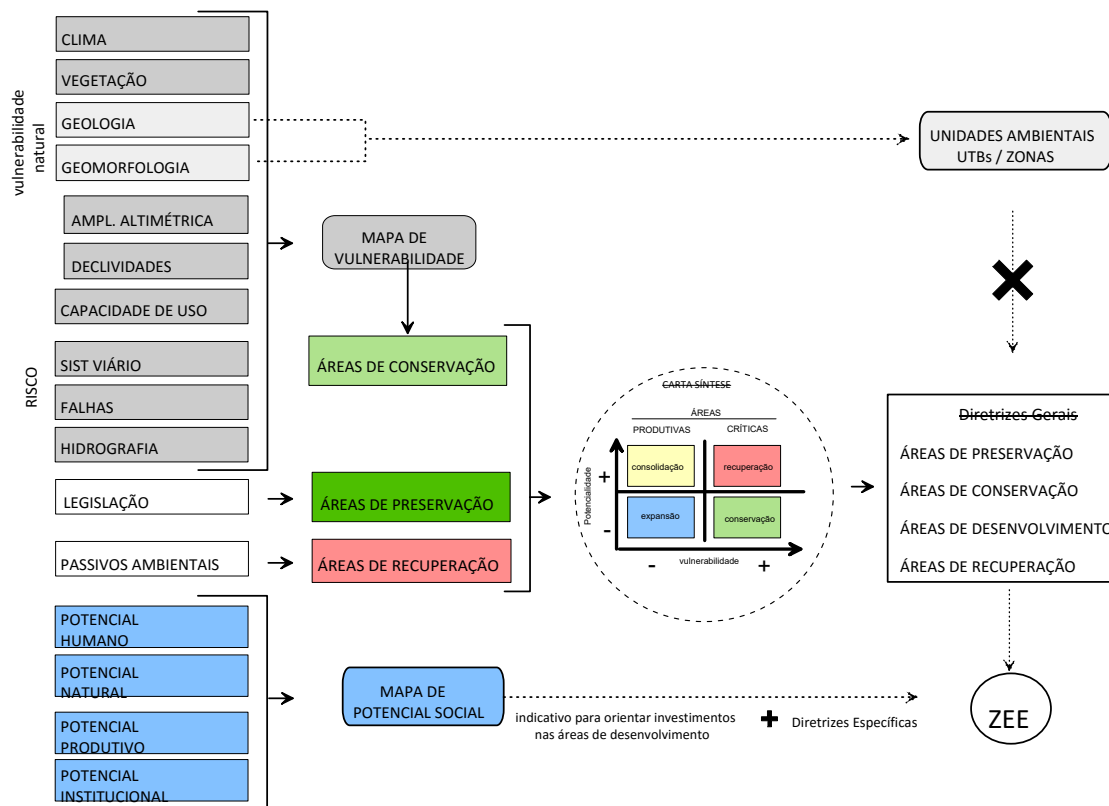 vulnerabilidade
natural
CLIMA
VEGETAÇÃO
GEOLOGIA
GEOMORFOLOGIA
AMPL. ALTIMÉTRICA
DECLIVIDADES
CAPACIDADE DE USO
RISCO
SIST VIÁRIO
FALHAS
HIDROGRAFIA
LEGISLAÇÃO
PASSIVOS AMBIENTAIS
POTENCIAL
HUMANO
POTENCIAL
NATURAL
POTENCIAL
PRODUTIVO
POTENCIAL
INSTITUCIONAL
MAPA DE
VULNERABILIDADE
ÁREAS DE CONSERVAÇÃO
ÁREAS DE PRESERVAÇÃO
ÁREAS DE RECUPERAÇÃO
MAPA DE
POTENCIAL SOCIAL
indicativo para orientar investimentos
nas áreas de desenvolvimento
+ Diretrizes Específicas
CARTA SÍNTESE
ÁREAS
PRODUTIVAS CRÍTICAS
Potencialidade
+
-
consolidação recuperação
expansão conservação
- vulnerabilidade +
UNIDADES AMBIENTAIS
UTBs / ZONAS
Diretrizes Gerais
ÁREAS DE PRESERVAÇÃO
ÁREAS DE CONSERVAÇÃO
ÁREAS DE DESENVOLVIMENTO
ÁREAS DE RECUPERAÇÃO
ZEE